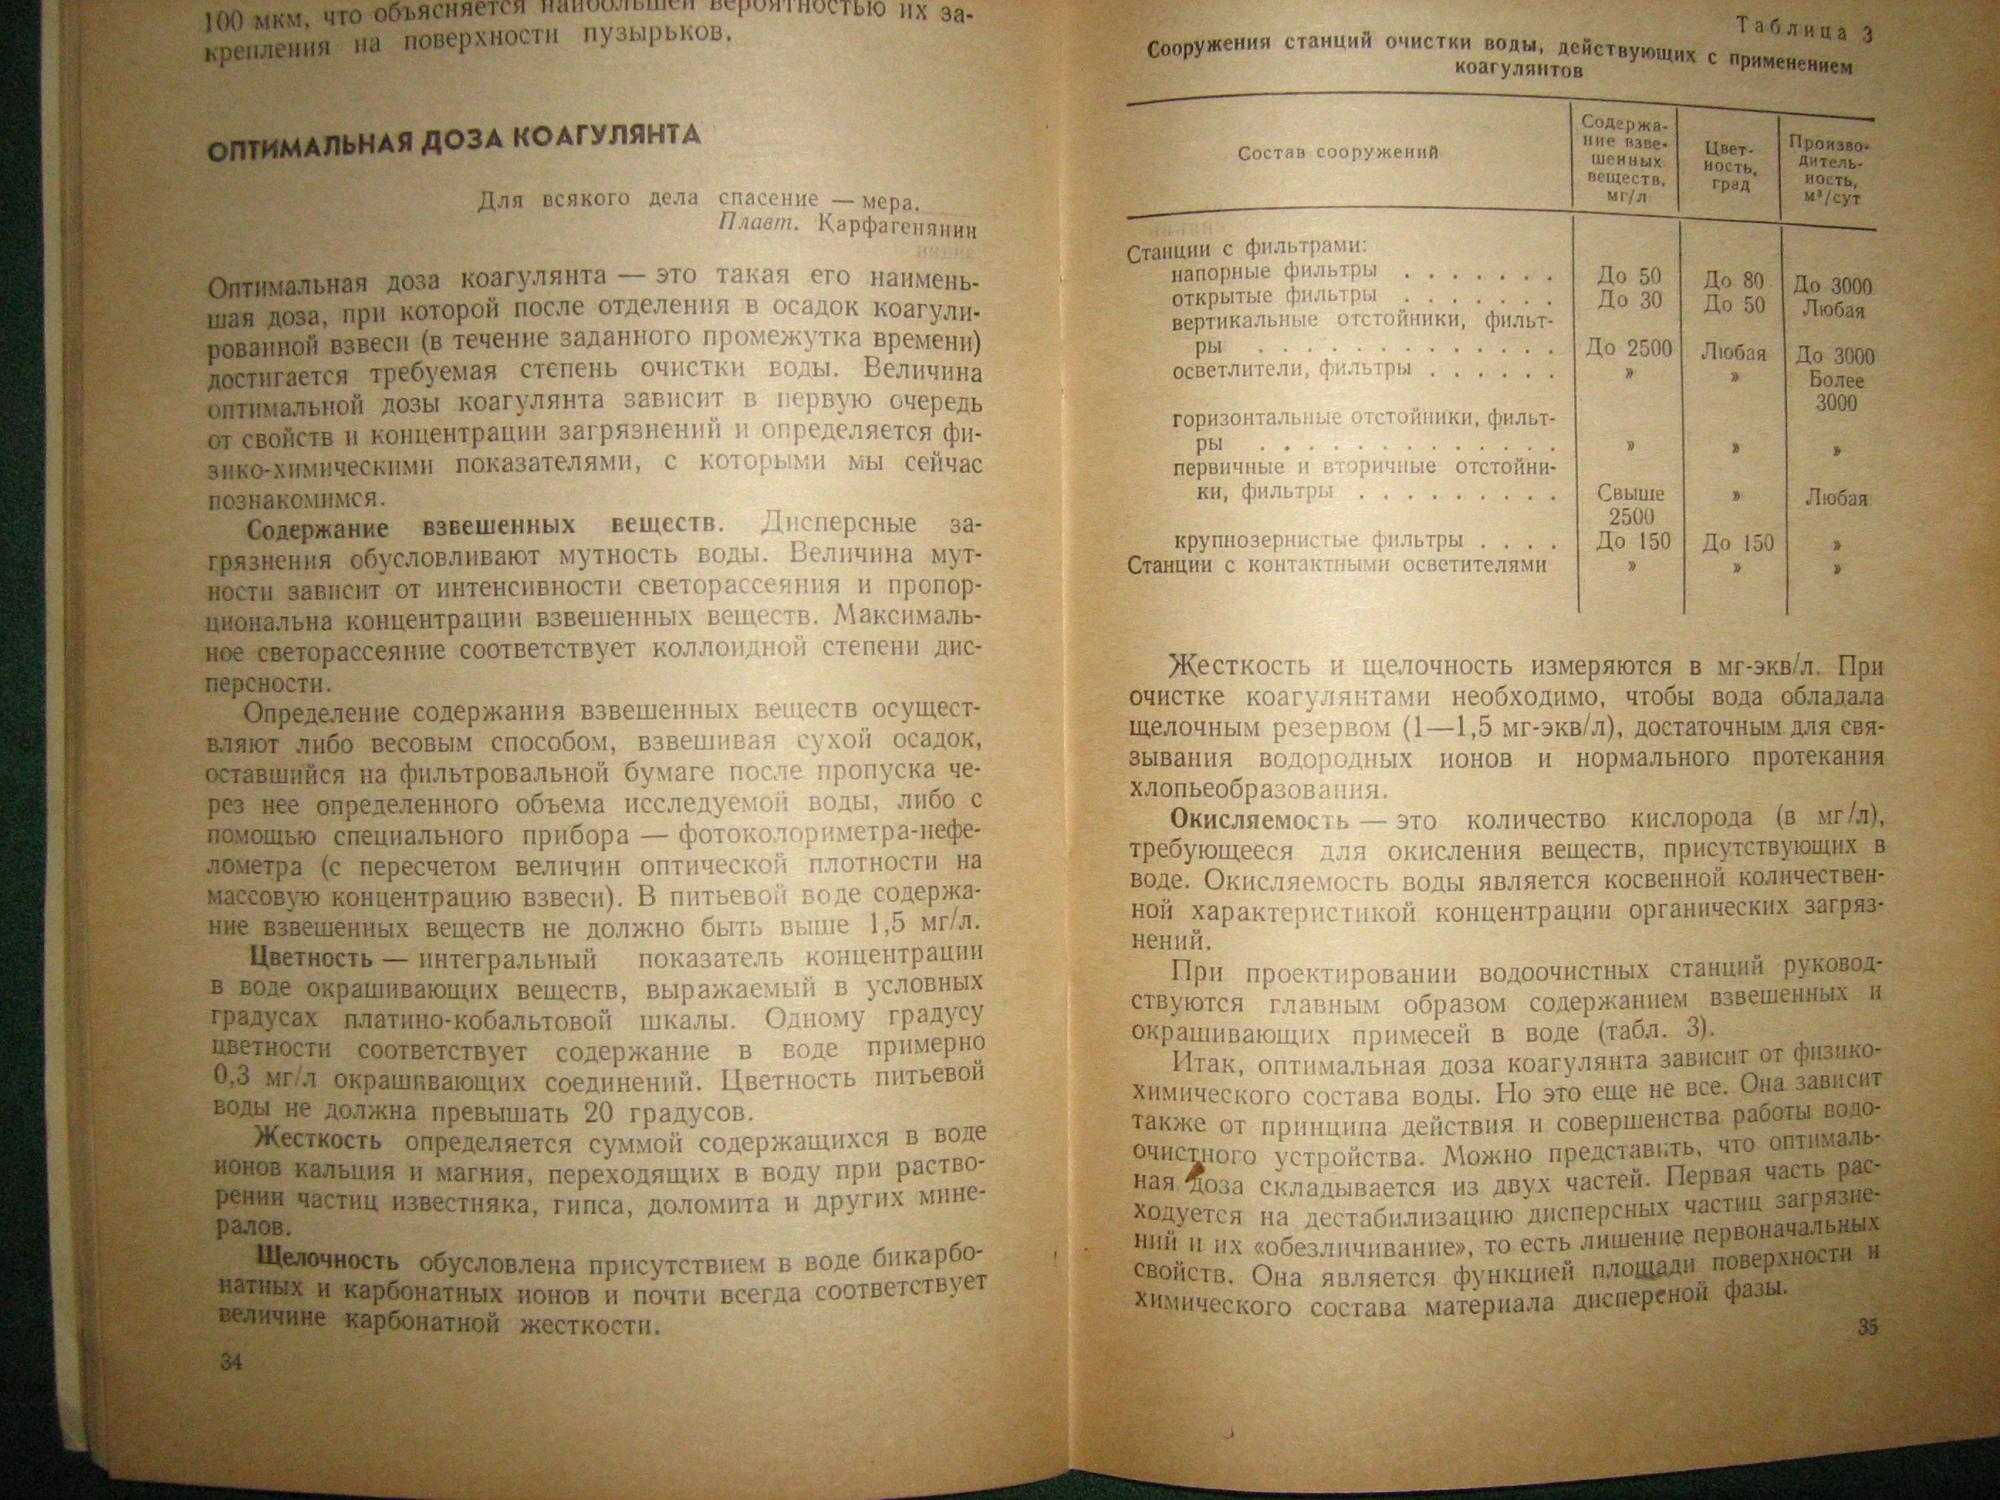 100 мкм, что объясняется наибольшей вероятностью их за-
крепления на поверхности пузырьков.
ОПТИМАЛЬНАЯ ДОЗА КОАГУЛЯНТА
Для всякого дела спасение — мера.
Плавт. Карфагенянин
Оптимальная доза коагулянта — это такая его наимень-
шая доза, при которой после отделения в осадок коагули-
рованной взвеси (в течение заданного промежутка времени)
достигается требуемая степень очистки воды. Величина
оптимальной дозы коагулянта зависит в первую очередь
от свойств и концентрации загрязнений и определяется фи-
зико-химическими показателями, с которыми мы сейчас
познакомимся.
Содержание взвешенных веществ. Дисперсные за-
грязнения обусловливают мутность воды. Величина мут-
ности зависит от интенсивности светорассеяния и пропор-
циональна концентрации взвешенных веществ. Максималь-
ное светорассеяние соответствует коллоидной степени дис-
персности.
Определение содержания взвешенных веществ осущест-
вляют либо весовым способом, взвешивая сухой осадок,
оставшийся на фильтровальной бумаге после пропуска че-
рез нее определенного объема исследуемой воды, либо с
помощью специального прибора — фотоколориметра-нефе-
лометра (с пересчетом величин оптической плотности на
массовую концентрацию взвеси). В питьевой воде содержа-
ние взвешенных веществ не должно быть выше 1,5 мг/л.
Цветность — интегральный показатель концентрации
в воде окрашивающих веществ, выражаемый в условных
градусах платино-кобальтовой шкалы. Одному градусу
цветности соответствует содержание в воде примерно
0,3 мг/л окрашивающих соединений. Цветность питьевой
воды не должна превышать 20 градусов.
Жесткость определяется суммой содержащихся в воде
ионов кальция и магния, переходящих в воду при раство-
рении частиц известняка, гипса, доломита и других мине-
ралов.
Щелочность обусловлена присутствием в воде бикарбо-
натных и карбонатных ионов и почти всегда соответствует
величине карбонатной жесткости.
34
Таблица 3
Сооружения станций очистки воды, действующих с применением
коагулянтов
Состав сооружений | Содержа-ние взве-шенных веществ, мг/л | Цвет-ность, град | Произво-дитель-ность, м³/сут
Станции с фильтрами:
напорные фильтры . . . . . . . До 50 До 80 До 3000
открытые фильтры . . . . . . . До 30 До 50 Любая
вертикальные отстойники, фильт-
ры . . . . . . . . . . . . . До 2500 Любая До 3000
осветлители, фильтры . . . . . . » » Более
3000
горизонтальные отстойники, фильт-
ры . . . . . . . . . . . . . » » »
первичные и вторичные отстойни-
ки, фильтры . . . . . . . . . Свыше » Любая
2500
крупнозернистые фильтры . . . . До 150 До 150 »
Станции с контактными осветителями » » »
Жесткость и щелочность измеряются в мг-экв/л. При
очистке коагулянтами необходимо, чтобы вода обладала
щелочным резервом (1—1,5 мг-экв/л), достаточным для свя-
зывания водородных ионов и нормального протекания
хлопьеобразования.
Окисляемость — это количество кислорода (в мг/л),
требующееся для окисления веществ, присутствующих в
воде. Окисляемость воды является косвенной количествен-
ной характеристикой концентрации органических загряз-
нений.
При проектировании водоочистных станций руковод-
ствуются главным образом содержанием взвешенных и
окрашивающих примесей в воде (табл. 3).
Итак, оптимальная доза коагулянта зависит от физико-
химического состава воды. Но это еще не все. Она зависит
также от принципа действия и совершенства работы водо-
очистного устройства. Можно представить, что оптималь-
ная доза складывается из двух частей. Первая часть рас-
ходуется на дестабилизацию дисперсных частиц загрязне-
ний и их «обезличивание», то есть лишение первоначальных
свойств. Она является функцией площади поверхности и
химического состава материала дисперсной фазы.
35